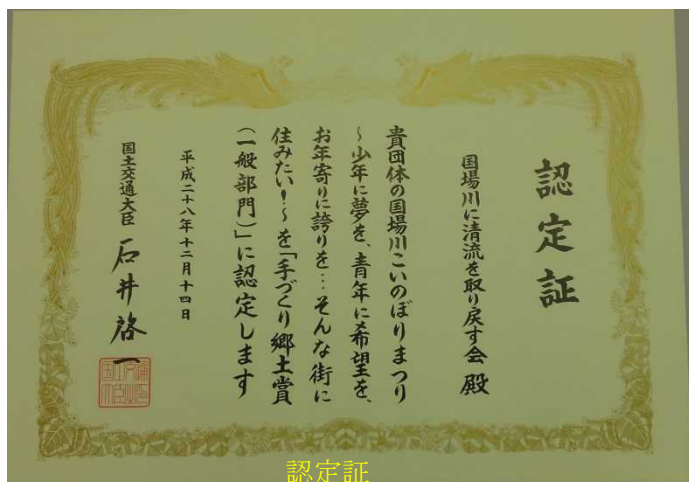 認定証
国場川に清流を取り戻す会 殿
貴団体の国場川こいのぼりまつり
~少年に夢を、青年に希望を、
お年寄りに誇りを…そんな街に
住みたい!~を「手づくり郷土賞
(一般部門)」に認定します
平成二十八年十二月十四日
国土交通大臣 石井啓一
認定証